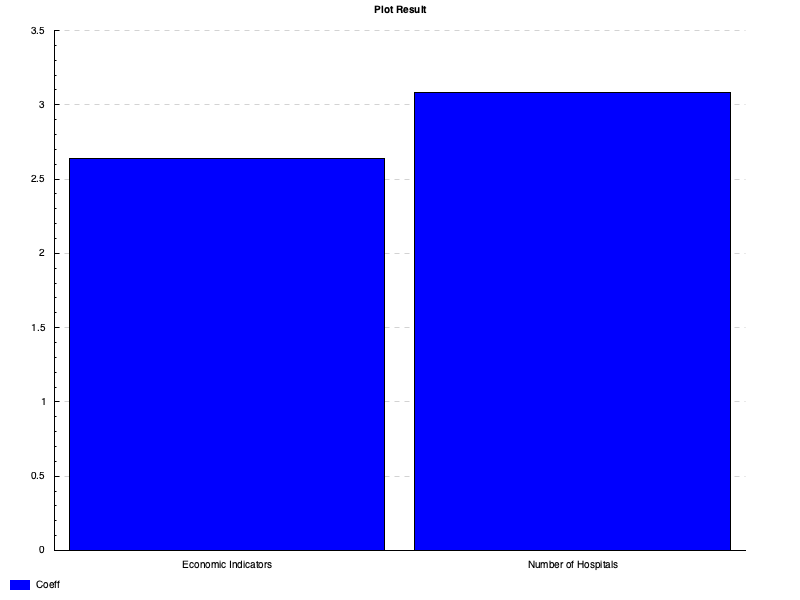 Plot Result
3.5
3
2.5
2
1.5
1
0.5
0
Economic Indicators
Number of Hospitals
Coeff